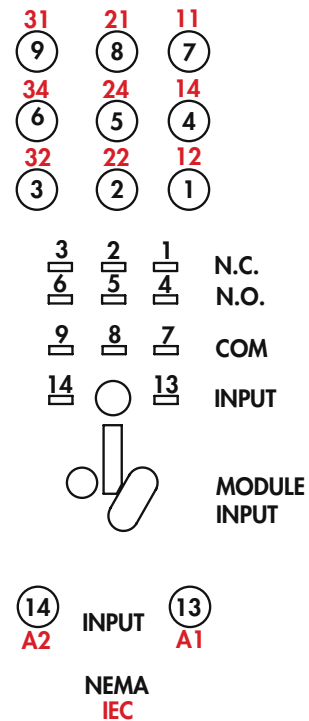 31 21 11
9 8 7
34 24 14
6 5 4
32 22 12
3 2 1
3 2 1 N.C.
6 5 4 N.O.
9 8 7 COM
14 13 INPUT
MODULE
INPUT
14 INPUT 13
A2 A1
NEMA
IEC